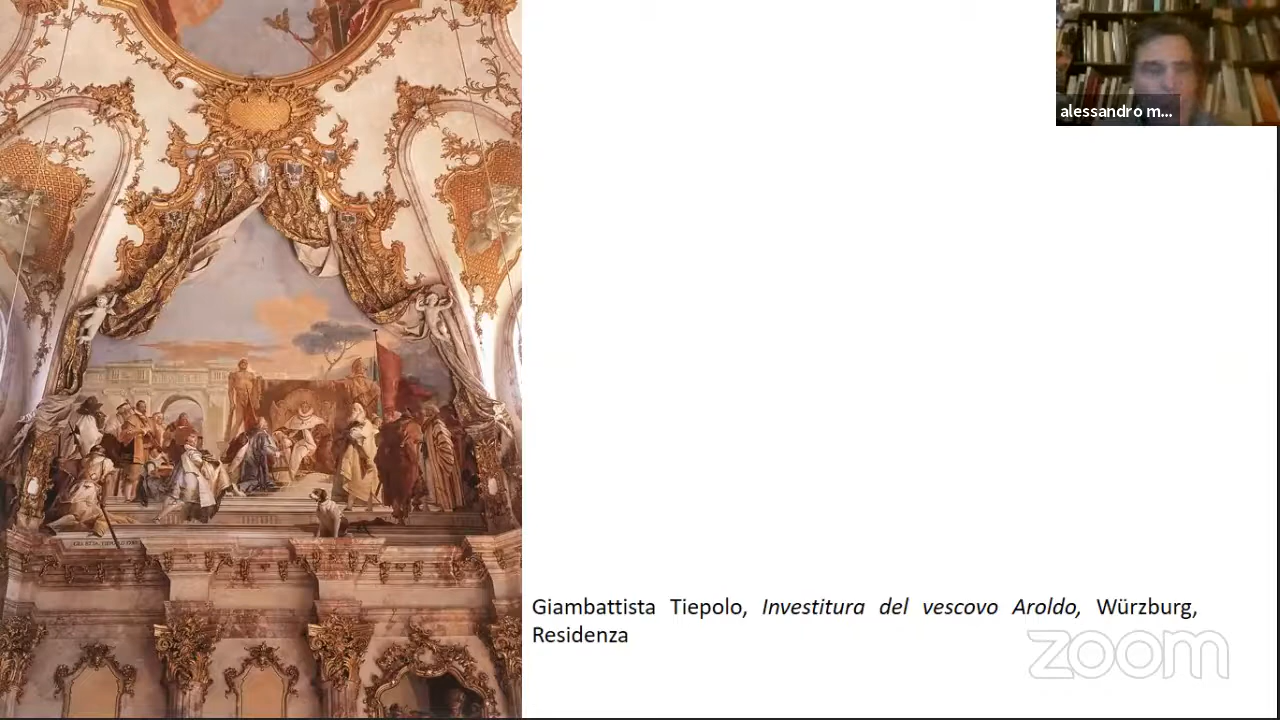 alessandro m...
Giambattista Tiepolo, Investitura del vescovo Aroldo, Würzburg,
Residenza
zoom